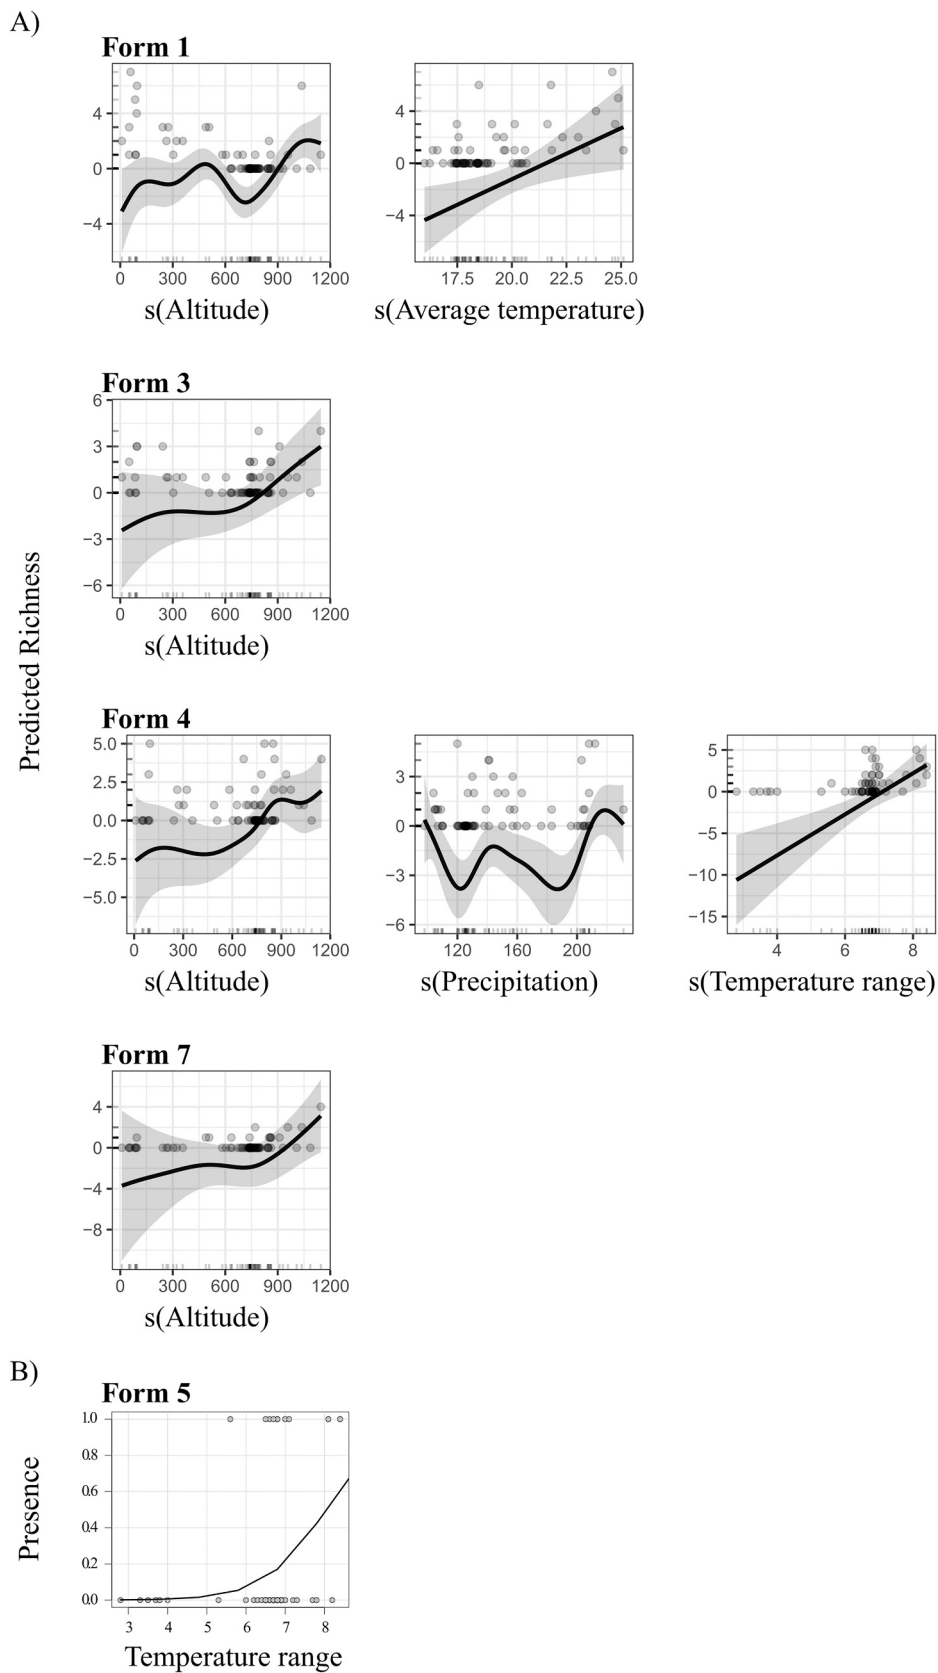 A)
Form 1
4
0
−4
0 300 600 900 1200
s(Altitude)
4
0
−4
17.5 20.0 22.5 25.0
s(Average temperature)
Form 3
6
3
0
−3
−6
0 300 600 900 1200
s(Altitude)
Predicted Richness
Form 4
5.0
2.5
0.0
−2.5
−5.0
0 300 600 900 1200
s(Altitude)
3
0
−3
−6
120 160 200
s(Precipitation)
5
0
−5
−10
−15
4 6 8
s(Temperature range)
Form 7
4
0
−4
−8
0 300 600 900 1200
s(Altitude)
B)
Form 5
1.0
0.8
0.6
0.4
0.2
0.0
Presence
3 4 5 6 7 8
Temperature range